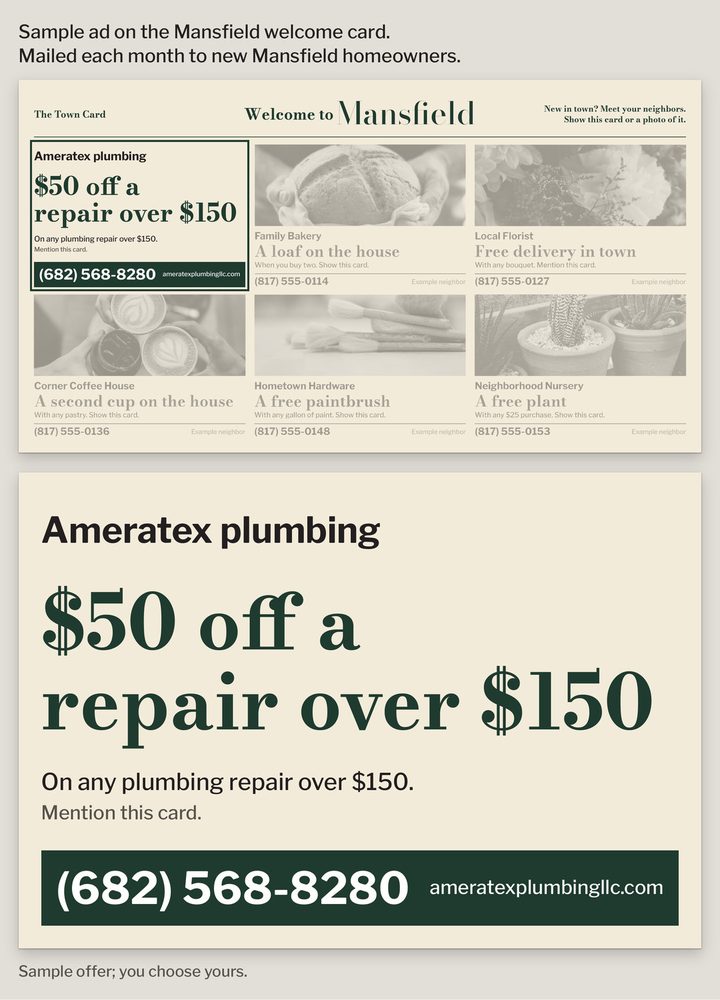 Sample ad on the Mansfield welcome card.
Mailed each month to new Mansfield homeowners.
The Town Card
Welcome to Mansfield
New in town? Meet your neighbors.
Show this card or a photo of it.
Ameratex plumbing
$50 off a
repair over $150
On any plumbing repair over $150.
Mention this card.
(682) 568-8280 ameratexplumbingllc.com
Family Bakery
A loaf on the house
When you buy two. Show this card.
(817) 555-0114 Example neighbor
Local Florist
Free delivery in town
With any bouquet. Mention this card.
(817) 555-0127 Example neighbor
Corner Coffee House
A second cup on the house
With any pastry. Show this card.
(817) 555-0136 Example neighbor
Hometown Hardware
A free paintbrush
With any gallon of paint. Show this card.
(817) 555-0148 Example neighbor
Neighborhood Nursery
A free plant
With any $25 purchase. Show this card.
(817) 555-0153 Example neighbor
Ameratex plumbing
$50 off a
repair over $150
On any plumbing repair over $150.
Mention this card.
(682) 568-8280 ameratexplumbingllc.com
Sample offer; you choose yours.